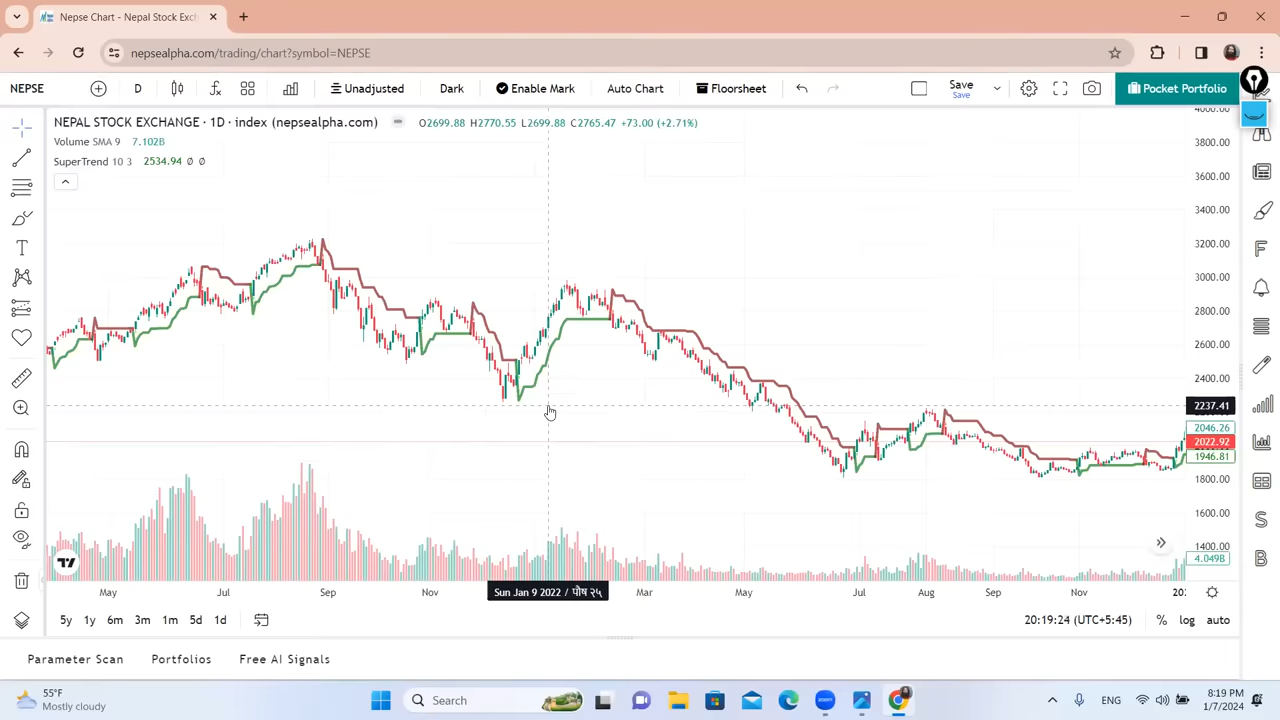 Nepse Chart - Nepal Stock Exch
nepsealpha.com/trading/chart?symbol=NEPSE
NEPSE D Unadjusted Dark Enable Mark Auto Chart Floorsheet Save Pocket Portfolio
Save
NEPAL STOCK EXCHANGE · 1D · index (nepsealpha.com) O2699.88 H2770.55 L2699.88 C2765.47 +73.00 (+2.71%)
Volume SMA 9 7.102B
SuperTrend 10 3 2534.94 Ø Ø
4000.00
3800.00
3600.00
3400.00
3200.00
3000.00
2800.00
2600.00
2400.00
2237.41
2046.26
2022.92
1946.81
1800.00
1600.00
1400.00
4.049B
May Jul Sep Nov Sun Jan 9 2022 / पौष २५ Mar May Jul Aug Sep Nov
5y 1y 6m 3m 1m 5d 1d 20:19:24 (UTC+5:45) % log auto
Parameter Scan Portfolios Free AI Signals
55°F
Mostly cloudy
Search
ENG
8:19 PM
1/7/2024